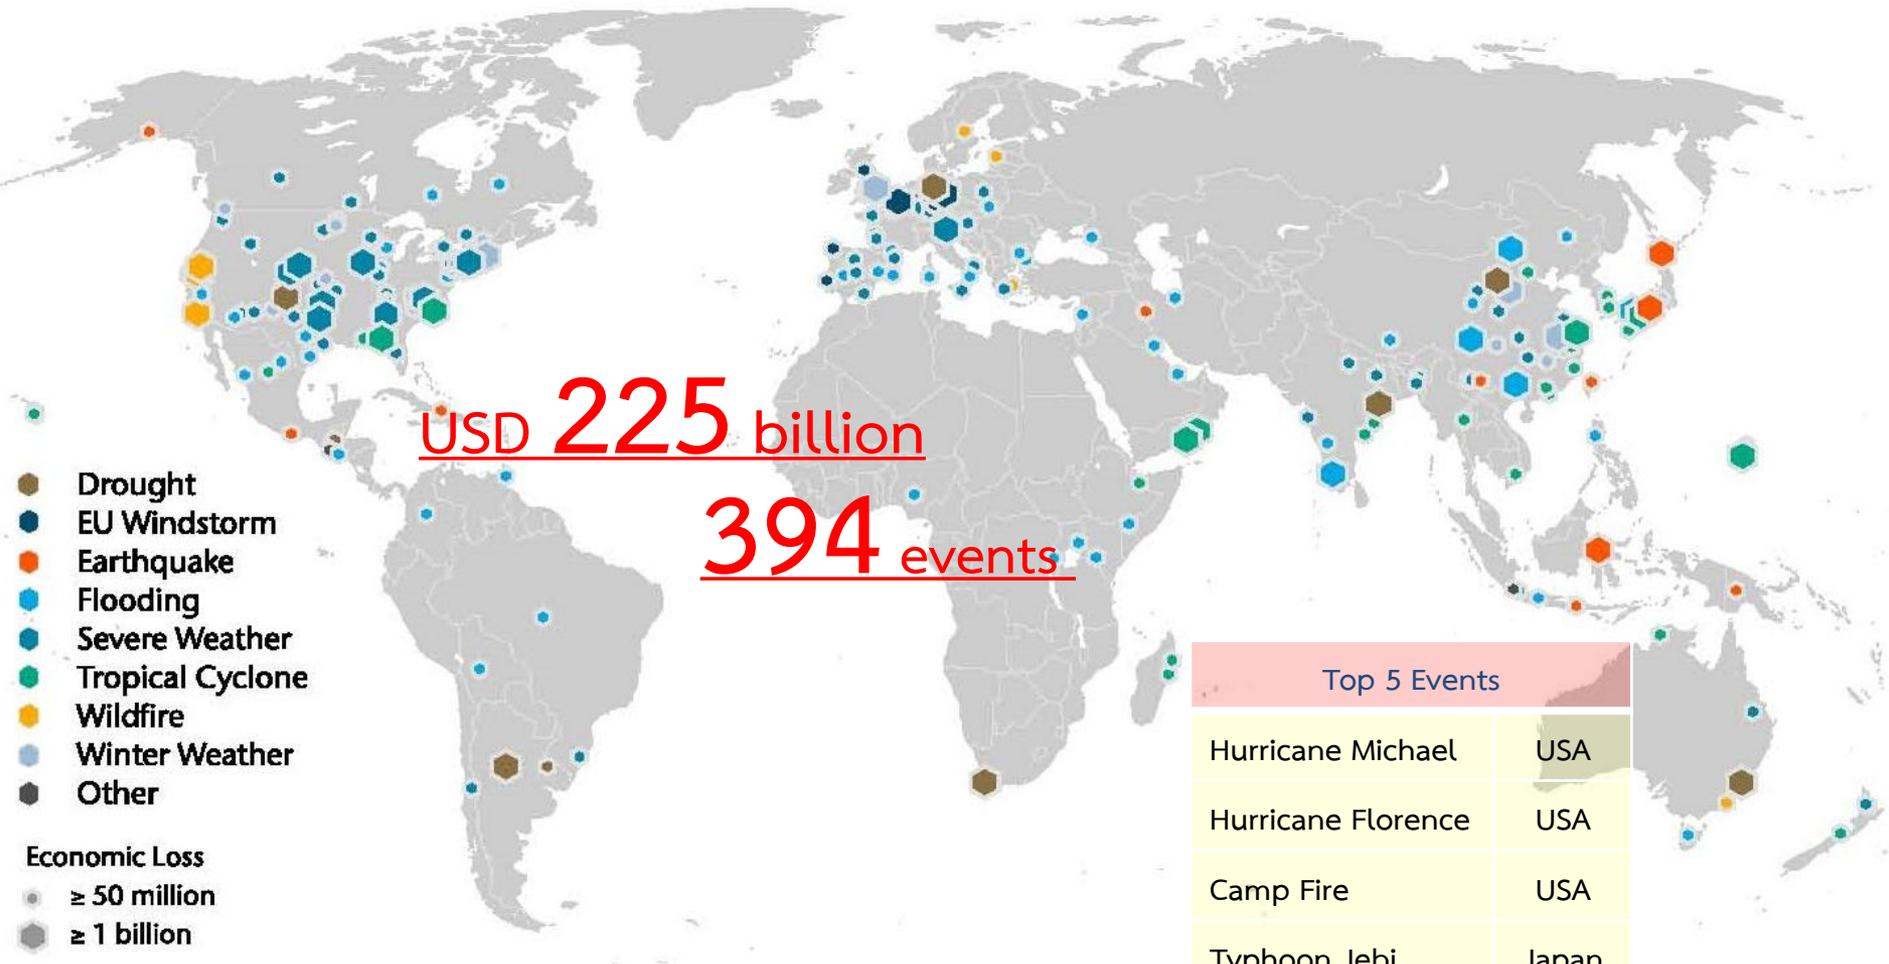 USD 225 billion
394 events
Drought
EU Windstorm
Earthquake
Flooding
Severe Weather
Tropical Cyclone
Wildfire
Winter Weather
Other
Economic Loss
≥ 50 million
≥ 1 billion
Top 5 Events
Hurricane Michael USA
Hurricane Florence USA
Camp Fire USA
Typhoon Jebi Japan